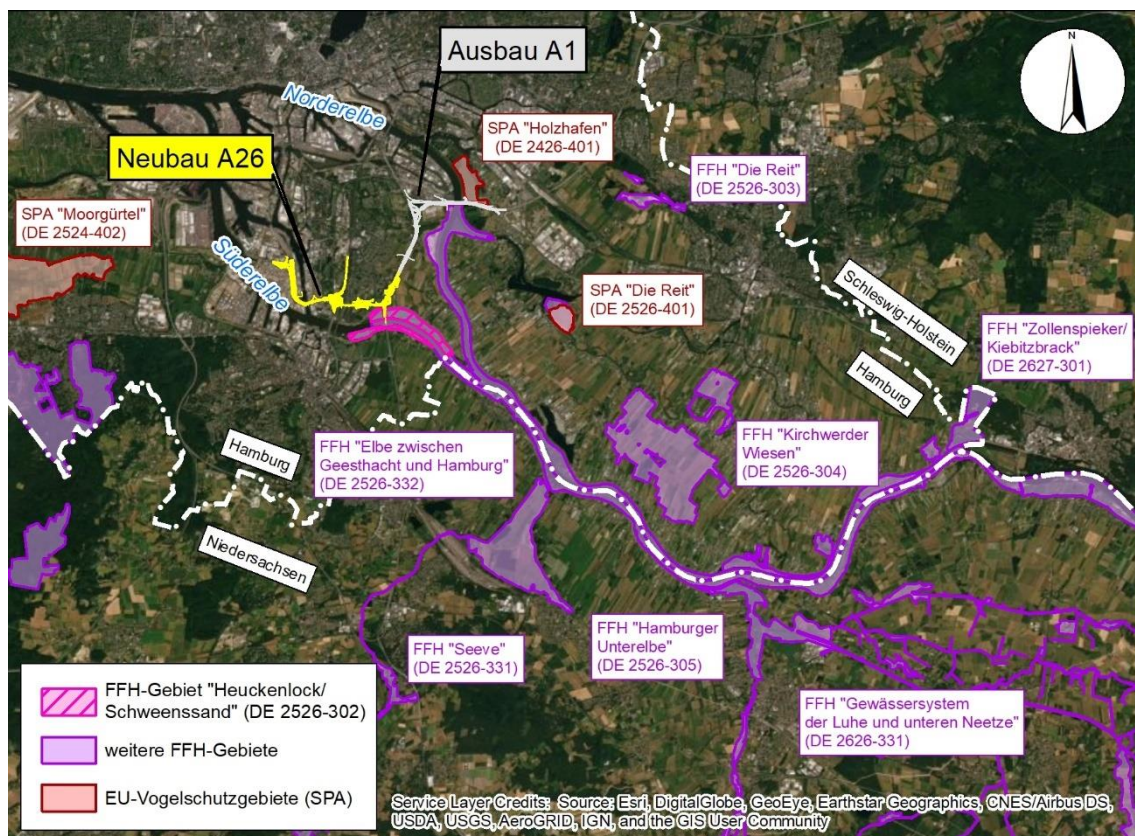 Ausbau A1
N
Norderelbe
SPA "Holzhafen"
(DE 2426-401)
Neubau A26
FFH "Die Reit"
(DE 2526-303)
SPA "Moorgürtel"
(DE 2524-402)
Süderelbe
SPA "Die Reit"
(DE 2526-401)
Schleswig-Holstein
Hamburg
FFH "Zollenspieker/
Kiebitzbrack"
(DE 2627-301)
FFH "Elbe zwischen
Geesthacht und Hamburg"
(DE 2526-332)
FFH "Kirchwerder
Wiesen"
(DE 2526-304)
Hamburg
Niedersachsen
FFH "Seeve"
(DE 2526-331)
FFH "Hamburger
Unterelbe"
(DE 2526-305)
FFH "Gewässersystem
der Luhe und unteren Neetze"
(DE 2626-331)
FFH-Gebiet "Heuckenlock/
Schweenssand" (DE 2526-302)
weitere FFH-Gebiete
EU-Vogelschutzgebiete (SPA)
Service Layer Credits: Source: Esri, DigitalGlobe, GeoEye, Earthstar Geographics, CNES/Airbus DS,
USDA, USGS, AeroGRID, IGN, and the GIS User Community